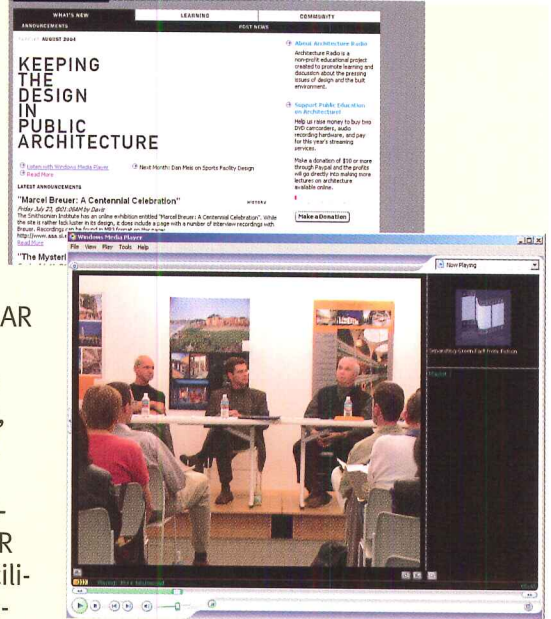 WHAT'S NEW LEARNING COMMUNITY
ANNOUNCEMENTS POST NEWS
AUGUST 2004
KEEPING
THE
DESIGN
IN
PUBLIC
ARCHITECTURE
Listen with Windows Media Player
Read More
Next Month: Dan Meis on Sports Facility Design
LATEST ANNOUNCEMENTS
"Marcel Breuer: A Centennial Celebration" HISTORY
Friday July 23, @01:06AM by David
The Smithsonian Institute has an online exhibition entitled "Marcel Breuer: A Centennial Celebration". While
the site is rather lack luster in its design, it does include a page with a number of interview recordings with
Breuer. Recordings can be found in MP3 format on this page:
Read More
"The Mysteri
About Architecture Radio
Architecture Radio is a
non-profit educational project
created to promote learning and
discussion about the pressing
issues of design and the built
environment.
Support Public Education
on Architecture!
Help us raise money to buy two
DVD camcorders, audio
recording hardware, and pay
for this year's streaming
services.
Make a donation of $10 or more
through Paypal and the profits
will go directly into making more
lectures on architecture
available online.
Make a Donation
Windows Media Player
File View Play Tools Help
Now Playing
Separating Green Fact from Fiction
AR
,
-
R
ili-
-